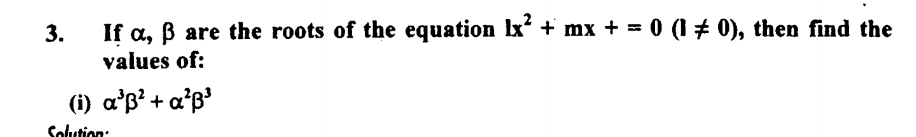 3. If α, β are the roots of the equation lx² + mx + = 0 (l ≠ 0), then find the
values of:
(i) α³β² + α²β³
Solution: